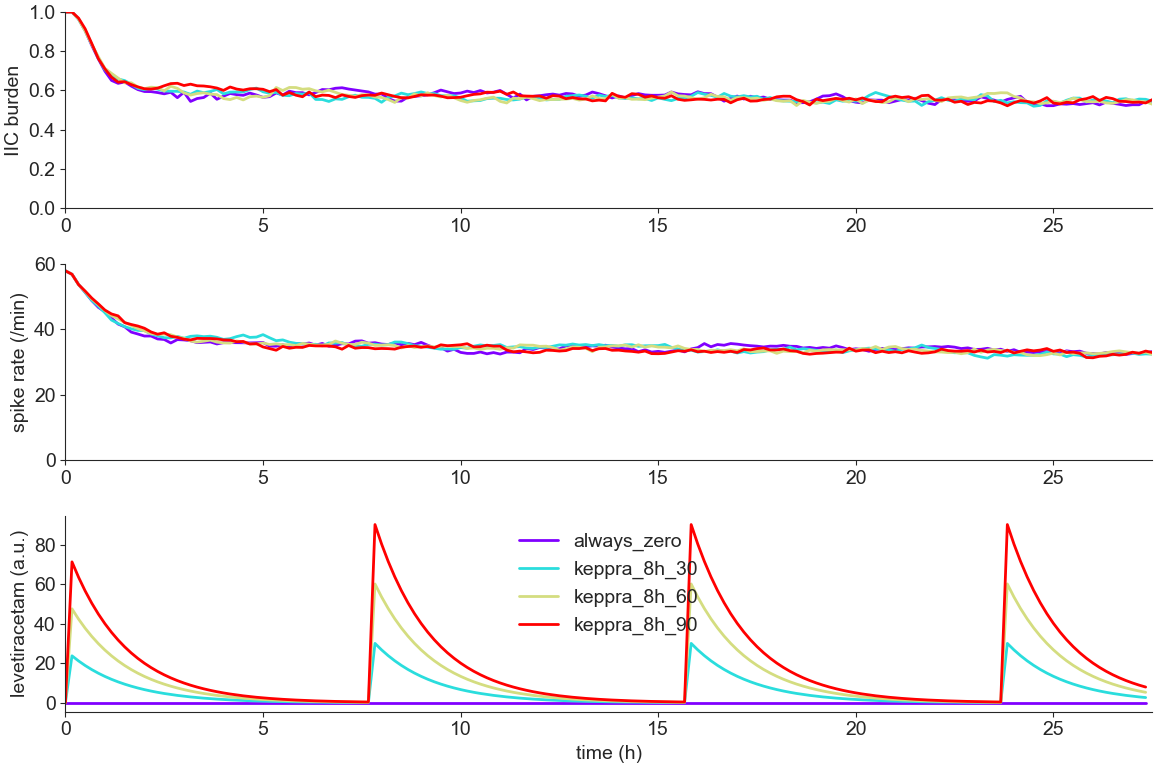 IIC burden
1.0
0.8
0.6
0.4
0.2
0.0
0 5 10 15 20 25
spike rate (/min)
60
40
20
0
0 5 10 15 20 25
levetiracetam (a.u.)
80
60
40
20
0
always_zero
keppra_8h_30
keppra_8h_60
keppra_8h_90
0 5 10 15 20 25
time (h)